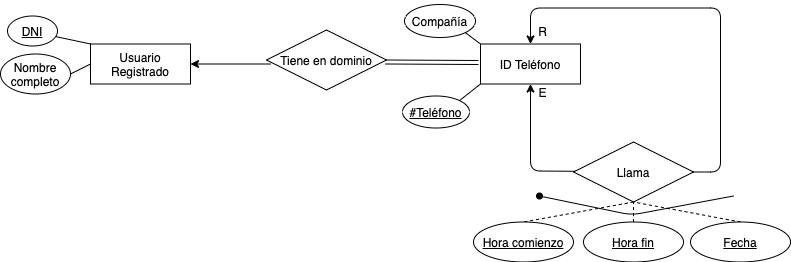 DNI
Nombre
completo
Usuario
Registrado
Tiene en dominio
Compañía
#Teléfono
ID Teléfono
R
E
Llama
Hora comienzo
Hora fin
Fecha